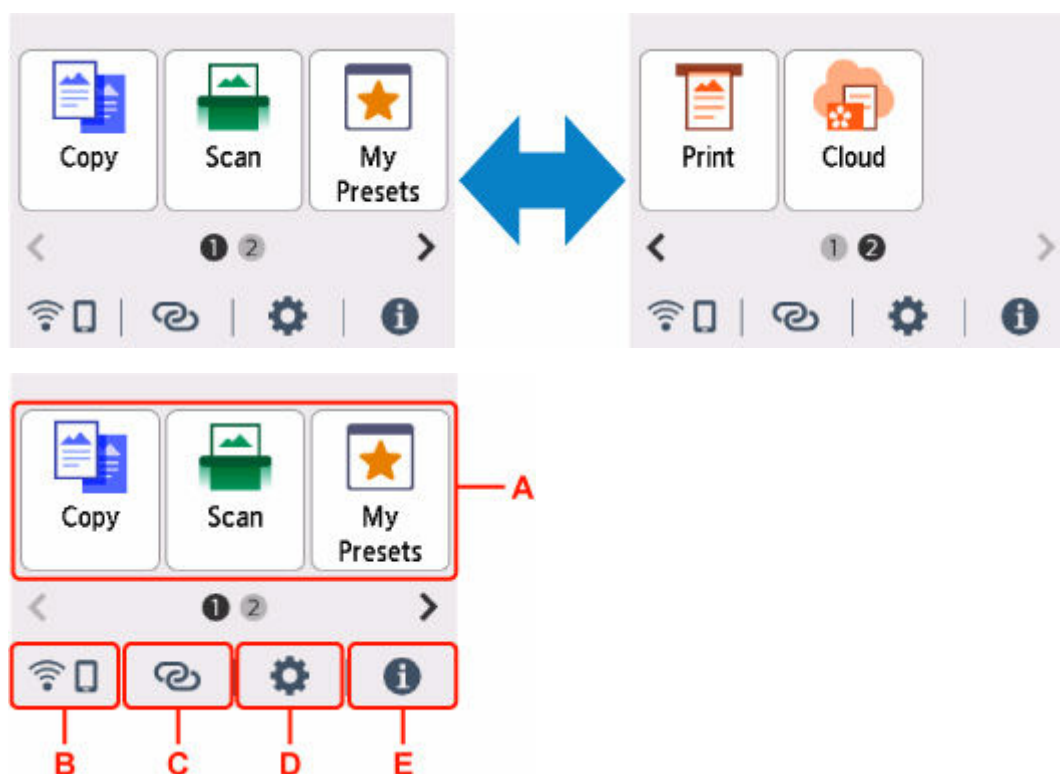 Copy
Scan
My
Presets
1 2
Print
Cloud
1 2
Copy
Scan
My
Presets
A
1 2
B
C
D
E